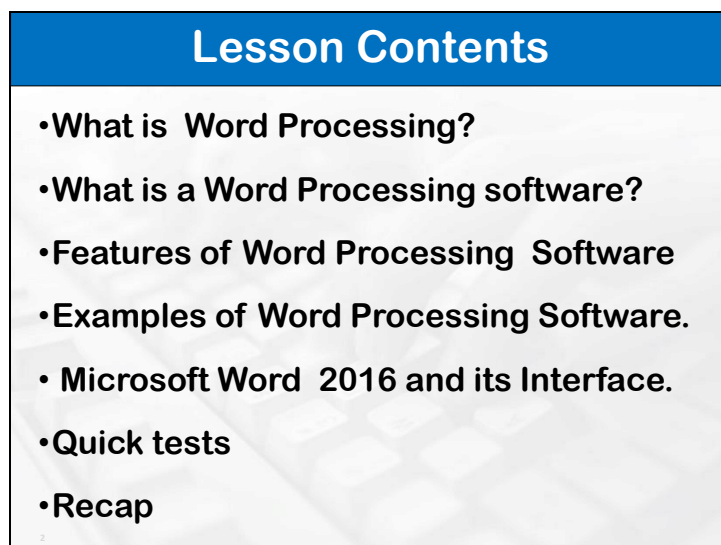 Lesson Contents
•What is Word Processing?
•What is a Word Processing software?
•Features of Word Processing Software
•Examples of Word Processing Software.
• Microsoft Word 2016 and its Interface.
•Quick tests
•Recap
2